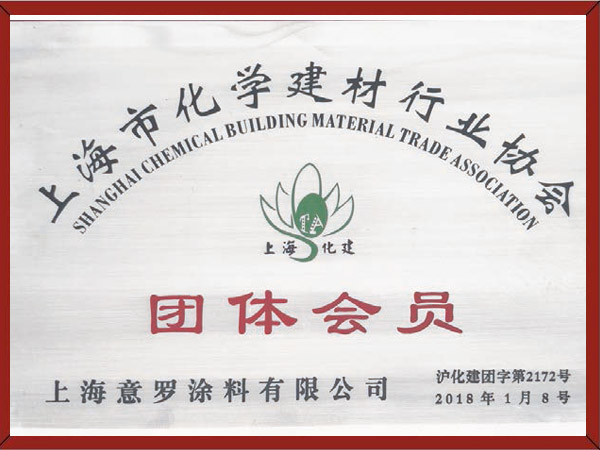 上海市化学建材行业协会
SHANGHAI CHEMICAL BUILDING MATERIAL TRADE ASSOCIATION
上海 化建
团体会员
上海意罗涂料有限公司
沪化建团字第2172号
2018年1月8号